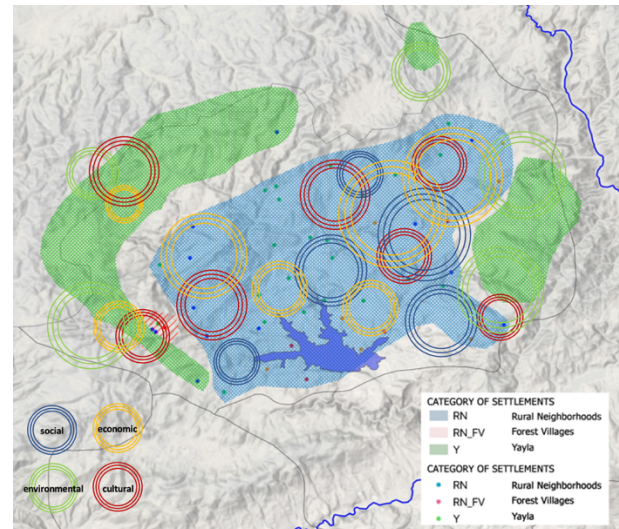 social
economic
environmental
cultural
CATEGORY OF SETTLEMENTS
RN Rural Neighborhoods
RN_FV Forest Villages
Y Yayla
CATEGORY OF SETTLEMENTS
RN Rural Neighborhoods
RN_FV Forest Villages
Y Yayla